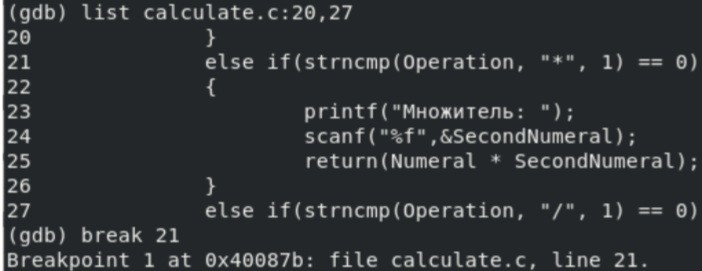 (gdb) list calculate.c:20,27
20 }
21 else if(strncmp(Operation, "*", 1) == 0)
22 {
23 printf("Множитель: ");
24 scanf("%f",&SecondNumeral);
25 return(Numeral * SecondNumeral);
26 }
27 else if(strncmp(Operation, "/", 1) == 0)
(gdb) break 21
Breakpoint 1 at 0x40087b: file calculate.c, line 21.